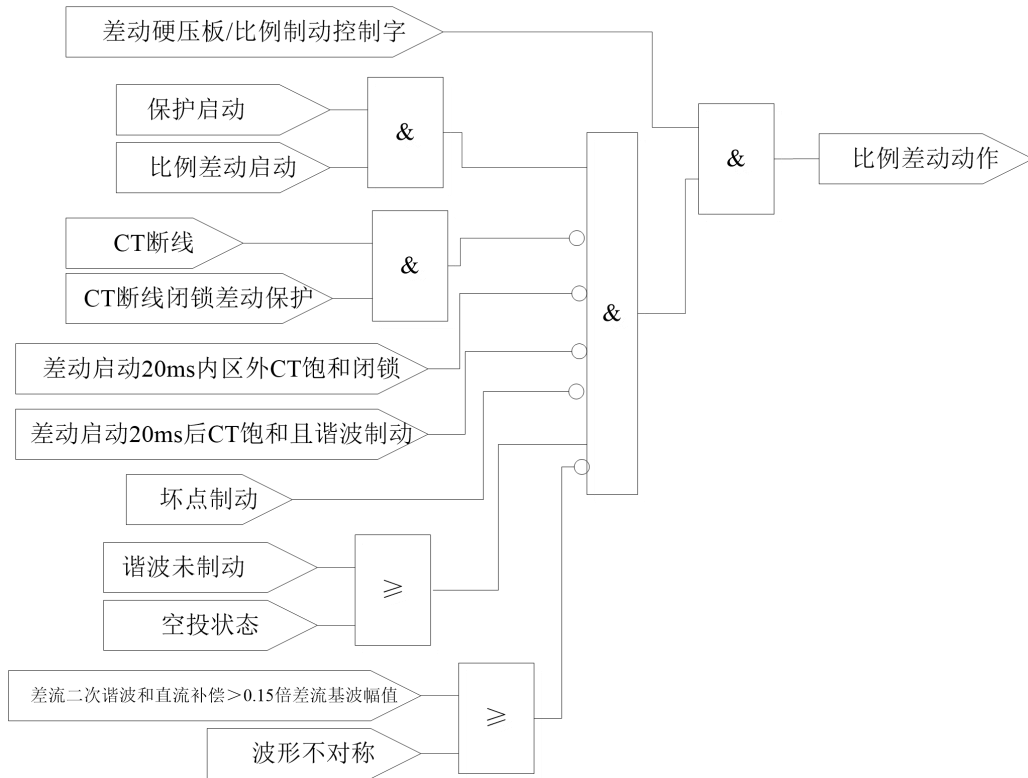 差动硬压板/比例制动控制字
保护启动
&
比例差动启动
&
比例差动动作
CT断线
&
CT断线闭锁差动保护
&
差动启动20ms内区外CT饱和闭锁
差动启动20ms后CT饱和且谐波制动
坏点制动
谐波未制动
≥
空投状态
差流二次谐波和直流补偿>0.15倍差流基波幅值
≥
波形不对称